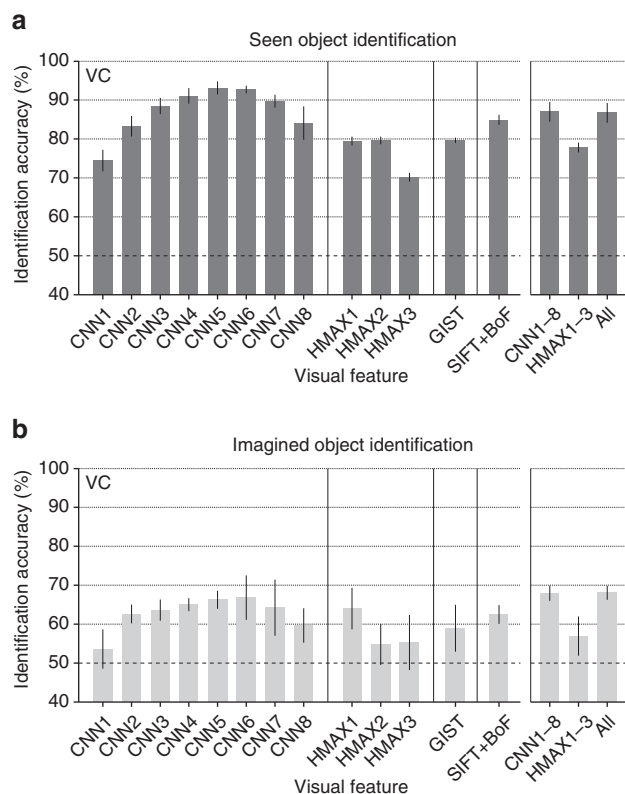 a
Seen object identification
VC
Identification accuracy (%)
100
90
80
70
60
50
40
CNN1
CNN2
CNN3
CNN4
CNN5
CNN6
CNN7
CNN8
HMAX1
HMAX2
HMAX3
GIST
SIFT+BoF
CNN1–8
HMAX1–3
All
Visual feature
b
Imagined object identification
VC
Identification accuracy (%)
100
90
80
70
60
50
40
CNN1
CNN2
CNN3
CNN4
CNN5
CNN6
CNN7
CNN8
HMAX1
HMAX2
HMAX3
GIST
SIFT+BoF
CNN1–8
HMAX1–3
All
Visual feature